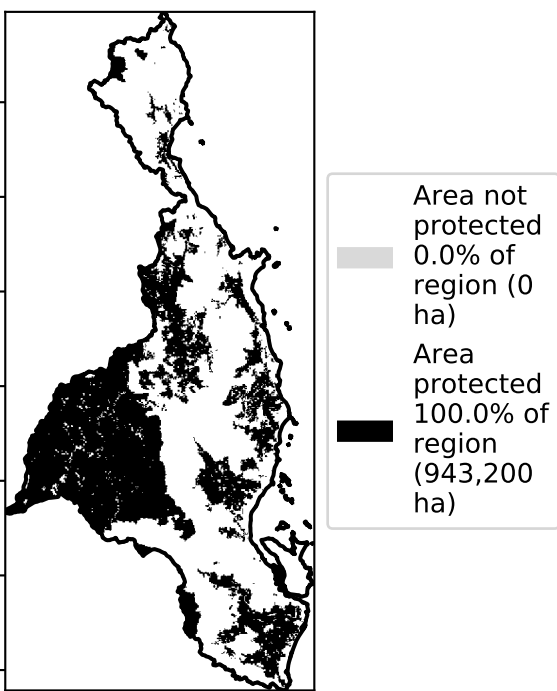 Area not
protected
0.0% of
region (0
ha)
Area
protected
100.0% of
region
(943,200
ha)